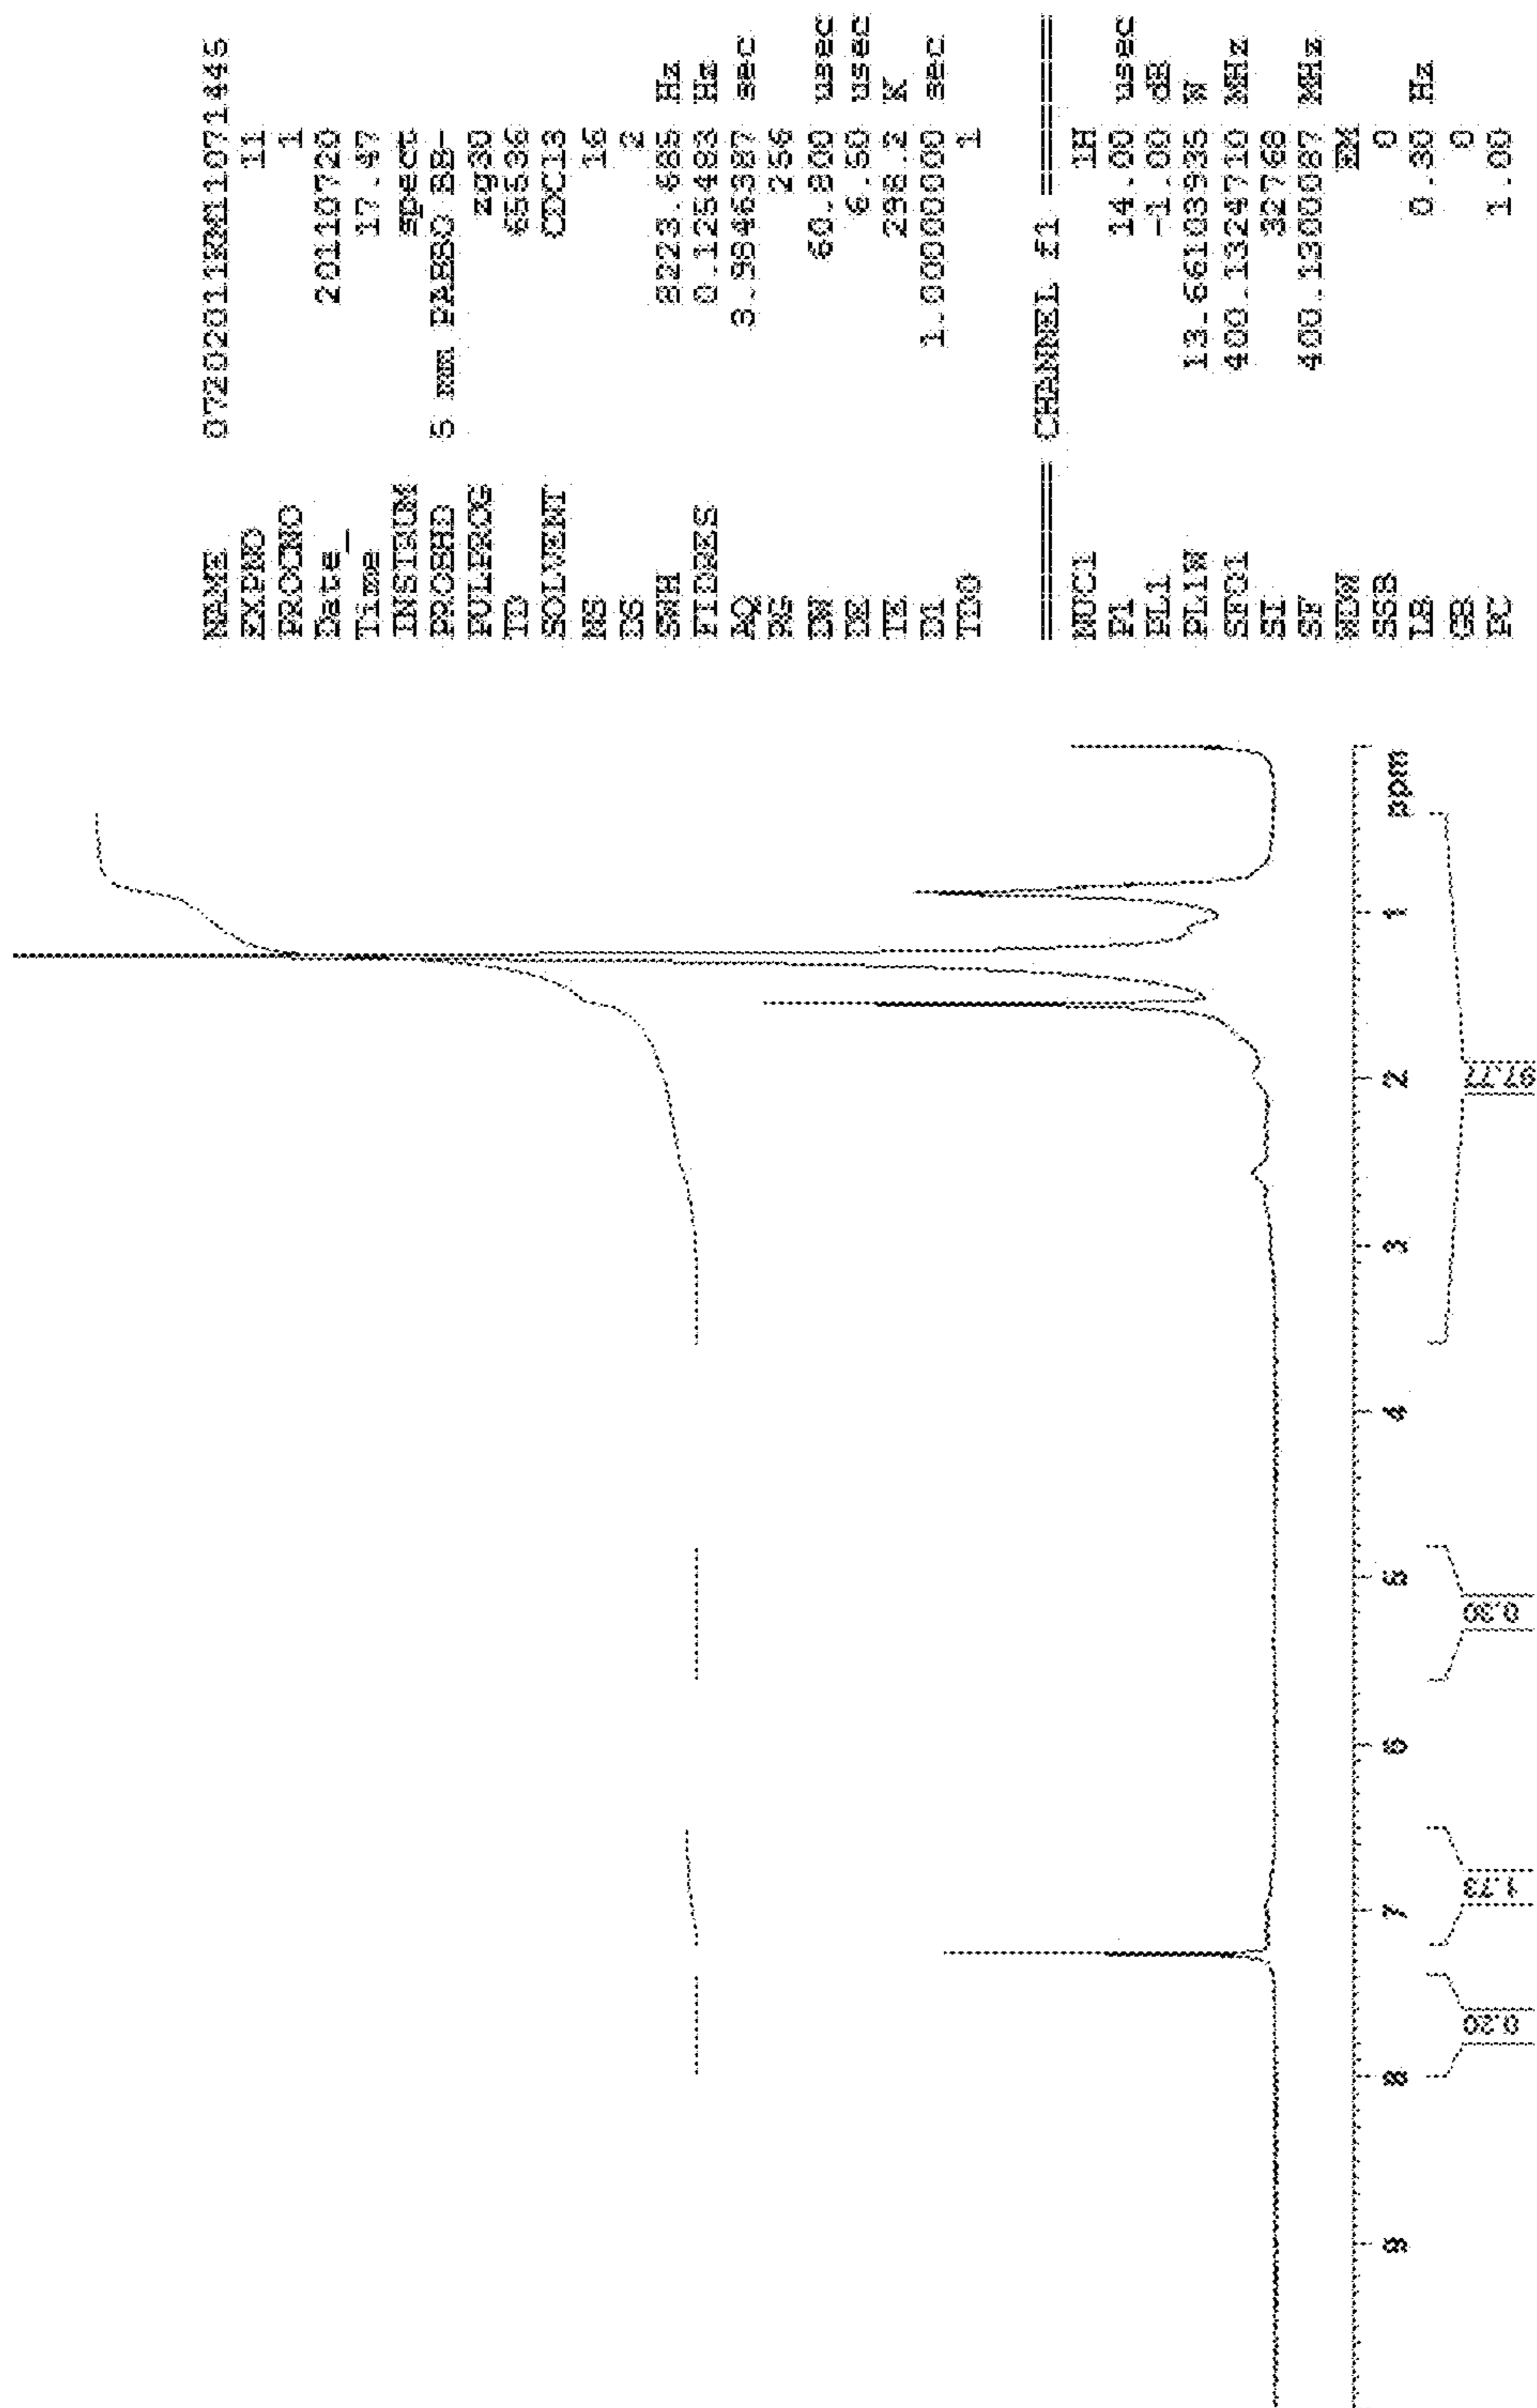 NAME 07202011RM11071446
EXPNO 11
PROCNO 1
Date_ 20110720
Time 17.47
INSTRUM spect
PROBHD 5 mm PABBO BB-
PULPROG zg30
TD 65536
SOLVENT CDCl3
NS 16
DS 2
SWH 8223.685 Hz
FIDRES 0.125483 Hz
AQ 3.9846387 sec
RG 256
DW 60.800 usec
DE 6.50 usec
TE 298.2 K
D1 1.00000000 sec
TD0 1
======== CHANNEL f1 ========
NUC1 1H
P1 14.00 usec
PL1 -1.00 dB
PL1W 13.66103935 W
SFO1 400.1324710 MHz
SI 32768
SF 400.1300087 MHz
WDW EM
SSB 0
LB 0.30 Hz
GB 0
PC 1.00
9 8 7 6 5 4 3 2 1 ppm
0.20 1.73 0.30 97.77